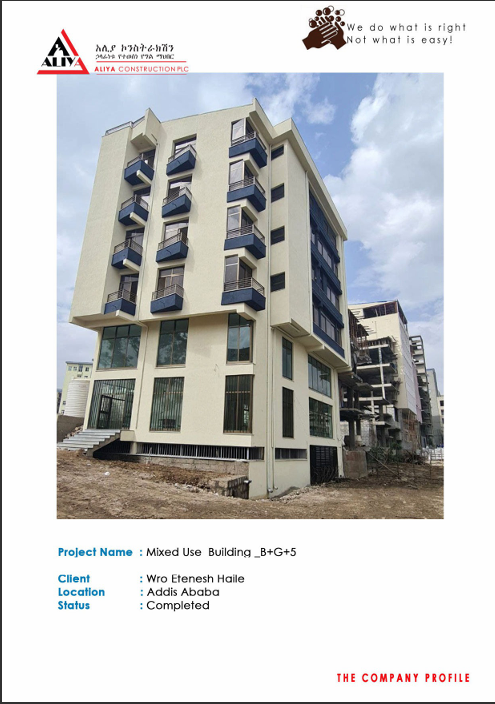 ALIYA
አሊያ ኮንስትራክሽን
ኃላፊነቱ የተወሰነ የግል ማህበር
ALIYA CONSTRUCTION PLC
We do what is right
Not what is easy!
Project Name : Mixed Use Building _B+G+5
Client : Wro Etenesh Haile
Location : Addis Ababa
Status : Completed
THE COMPANY PROFILE